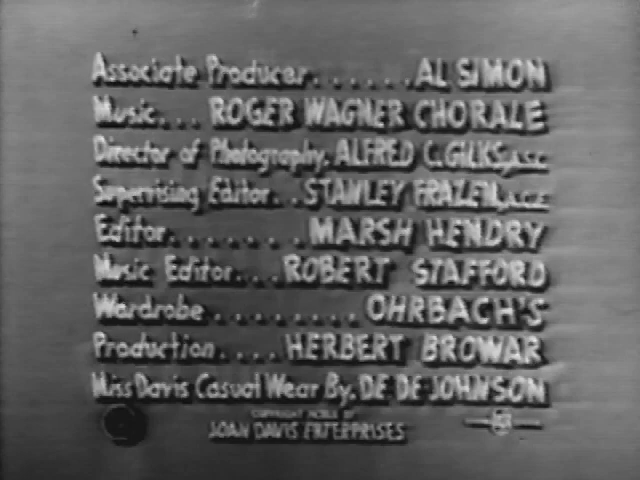 Associate Producer......AL SIMON
Music... ROGER WAGNER CHORALE
Director of Photography. ALFRED C. GILKS, A.S.C.
Supervising Editor.. STANLEY FRAZEN, A.C.E.
Editor....... MARSH HENDRY
Music Editor... ROBERT STAFFORD
Wardrobe ......... OHRBACH'S
Production.... HERBERT BROWAR
Miss Davis Casual Wear By. DE DE JOHNSON
COPYRIGHT BY
JOAN DAVIS ENTERPRISES